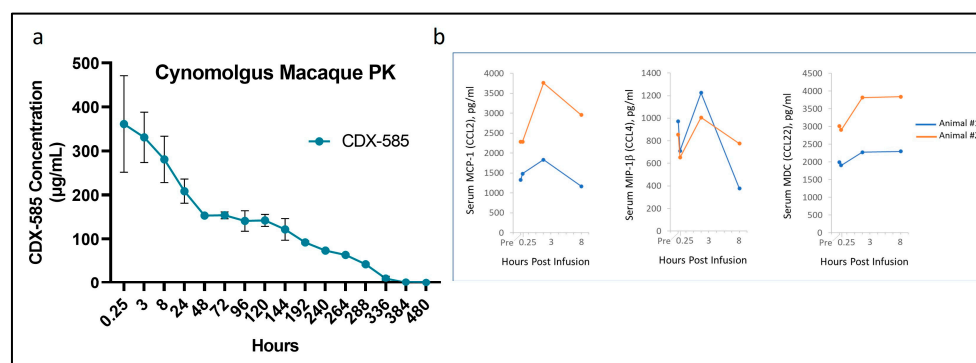 a
Cynomolgus Macaque PK
CDX-585 Concentration
(µg/mL)
500
400
300
200
100
0
CDX-585
0.25
3
8
24
48
72
96
120
144
192
240
264
288
336
384
480
Hours
b
Serum MCP-1 (CCL2), pg/ml
4000
3500
3000
2500
2000
1500
1000
500
0
Pre 0.25 3 8
Hours Post Infusion
Serum MIP-1β (CCL4), pg/ml
1400
1200
1000
800
600
400
200
0
Pre 0.25 3 8
Hours Post Infusion
Serum MDC (CCL22), pg/ml
4500
4000
3500
3000
2500
2000
1500
1000
500
0
Pre 0.25 3 8
Hours Post Infusion
Animal
Animal